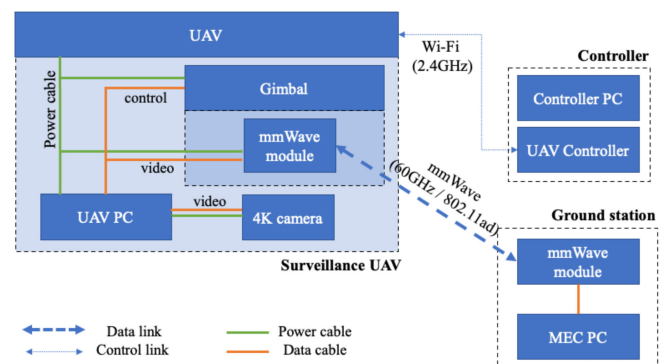 UAV
Wi-Fi
(2.4GHz)
Controller
Power cable
control
Gimbal
Controller PC
mmWave
module
UAV Controller
video
mmWave
(60GHz / 802.11ad)
video
UAV PC
4K camera
Ground station
mmWave
module
Surveillance UAV
MEC PC
Data link
Power cable
Control link
Data cable